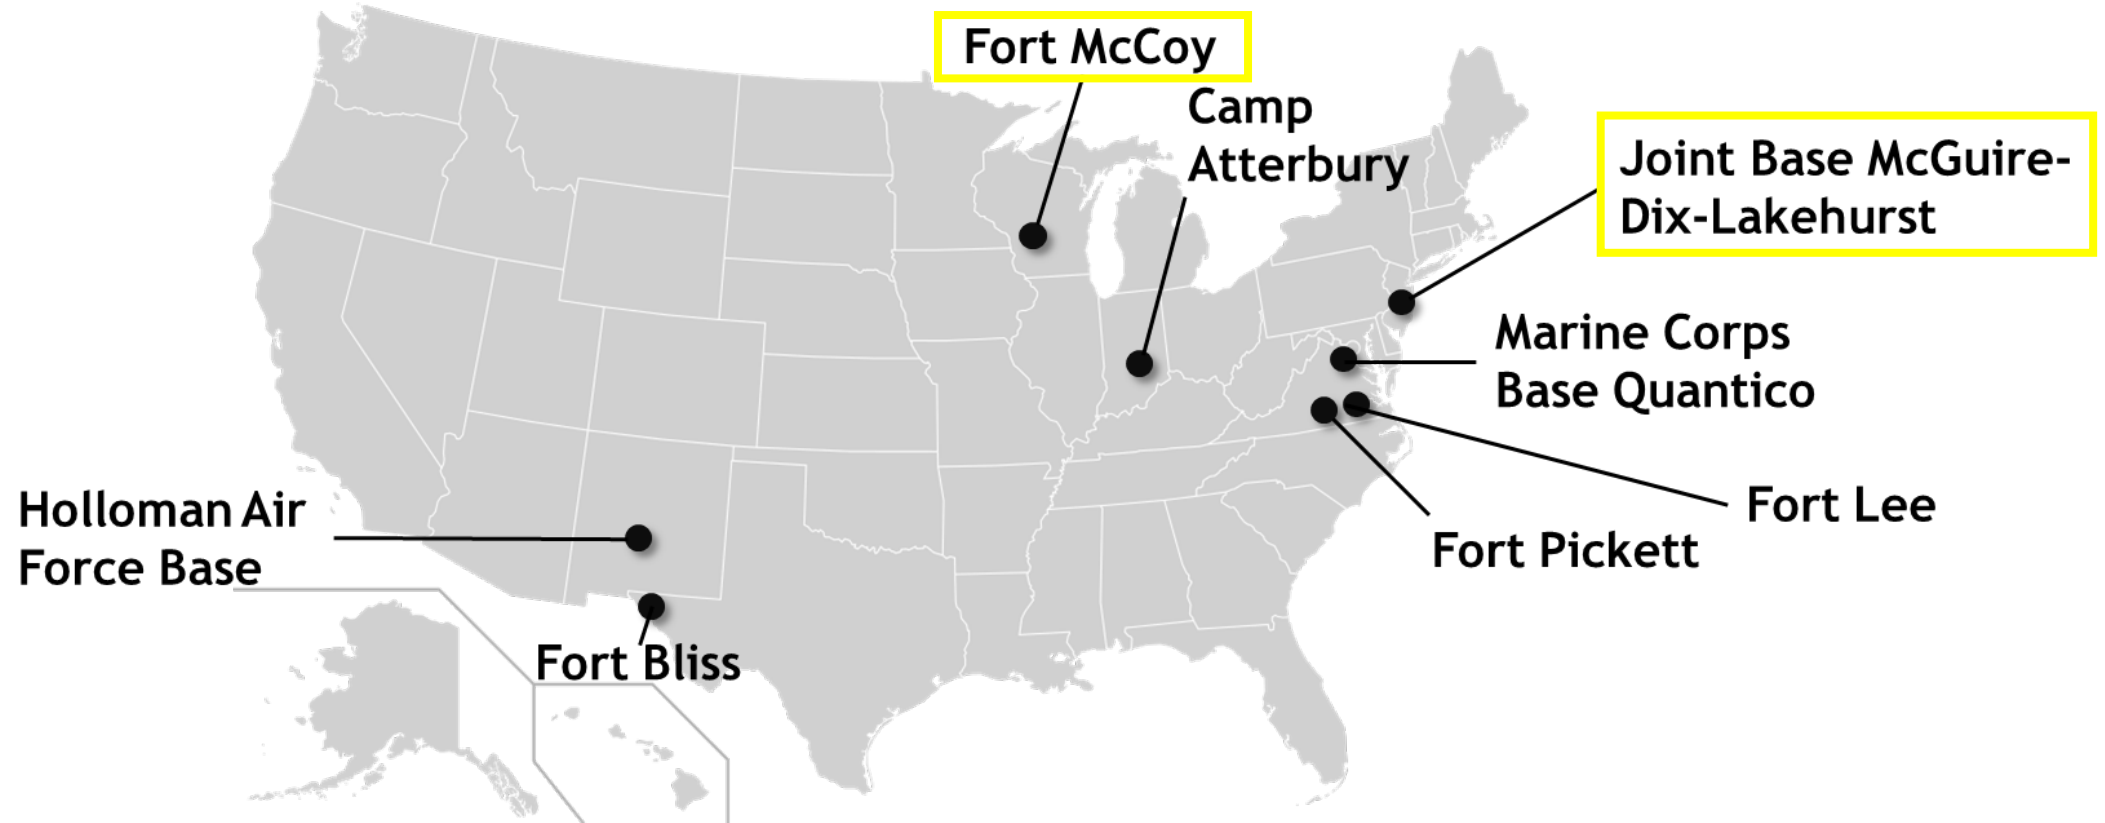 Fort McCoy
Camp
Atterbury
Joint Base McGuire-
Dix-Lakehurst
Marine Corps
Base Quantico
Holloman Air
Force Base
Fort Lee
Fort Pickett
Fort Bliss